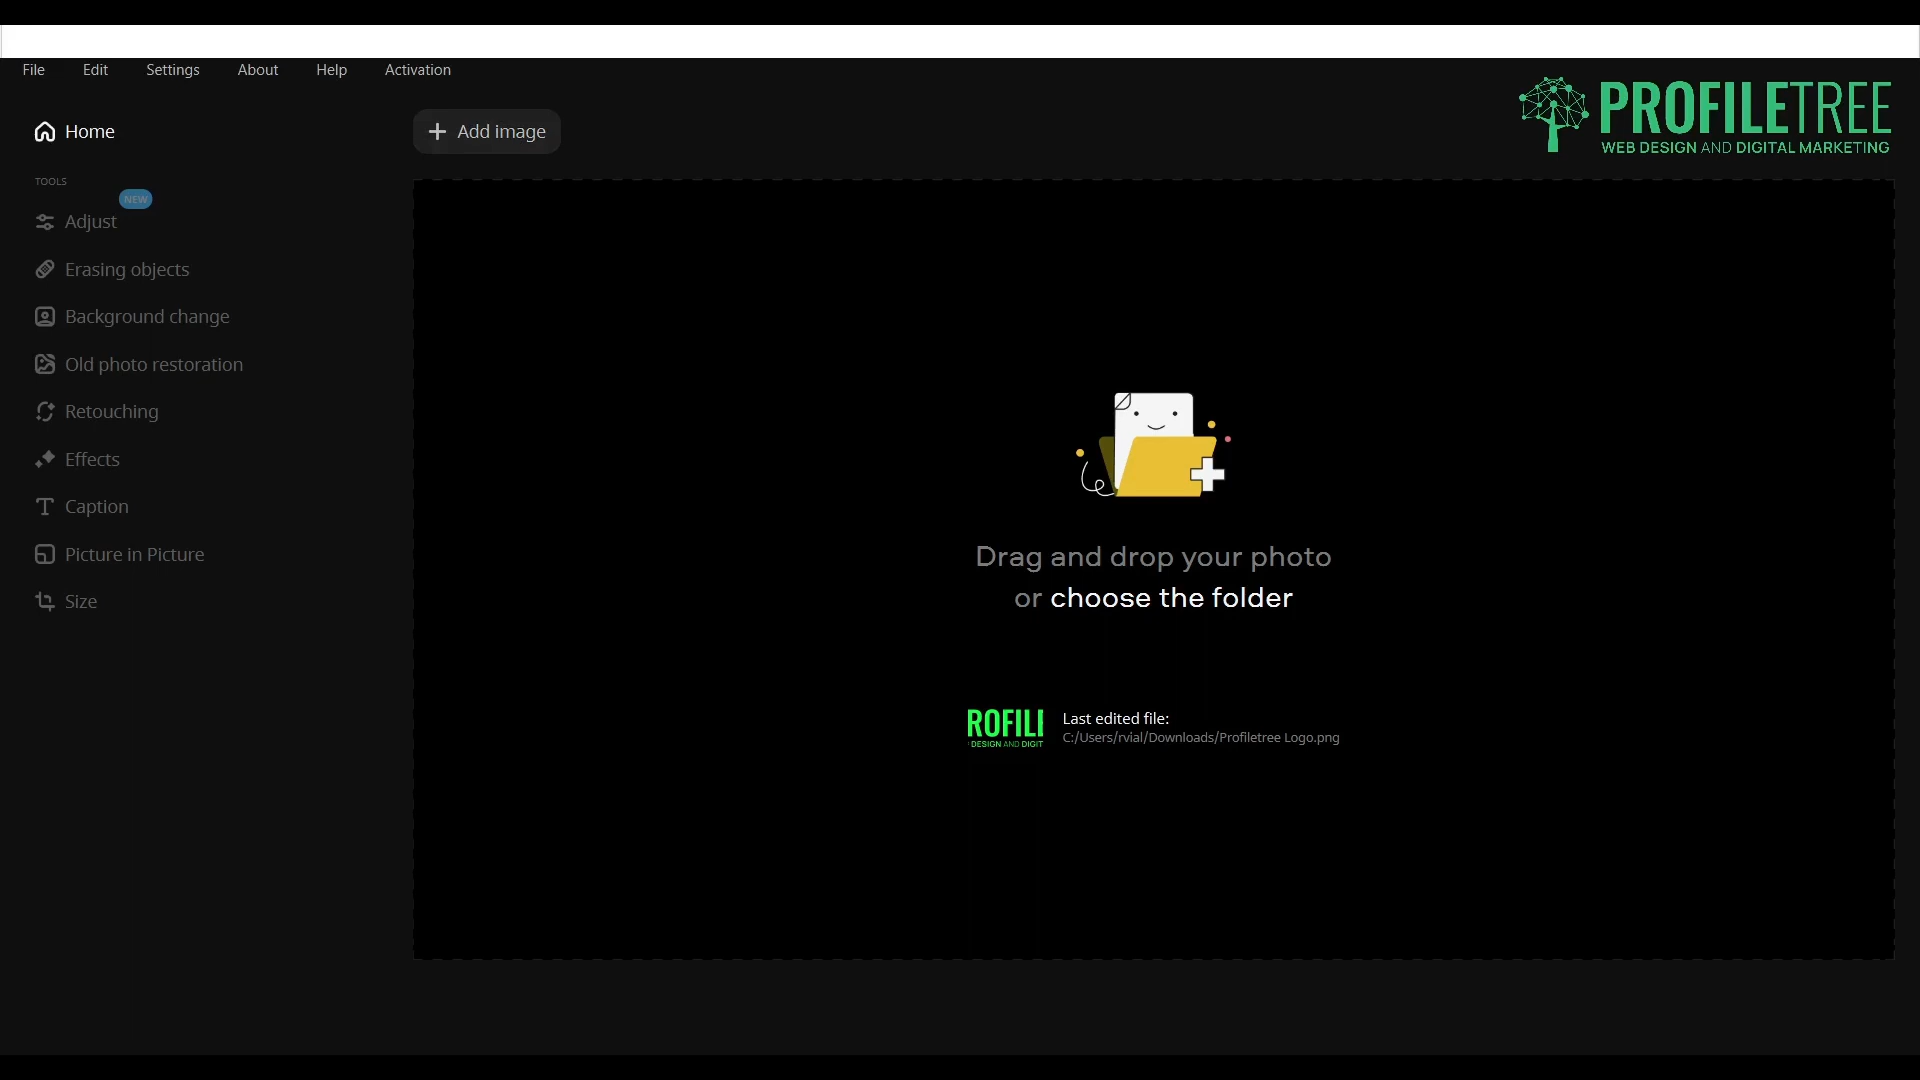 File Edit Settings About Help Activation
PROFILETREE
WEB DESIGN AND DIGITAL MARKETING
Home
Add image
TOOLS
NEW
Adjust
Erasing objects
Background change
Old photo restoration
Retouching
Effects
Caption
Picture in Picture
Size
Drag and drop your photo
or choose the folder
ROFILI
DESIGN AND DIGIT
Last edited file:
C:/Users/rvial/Downloads/Profiletree Logo.png